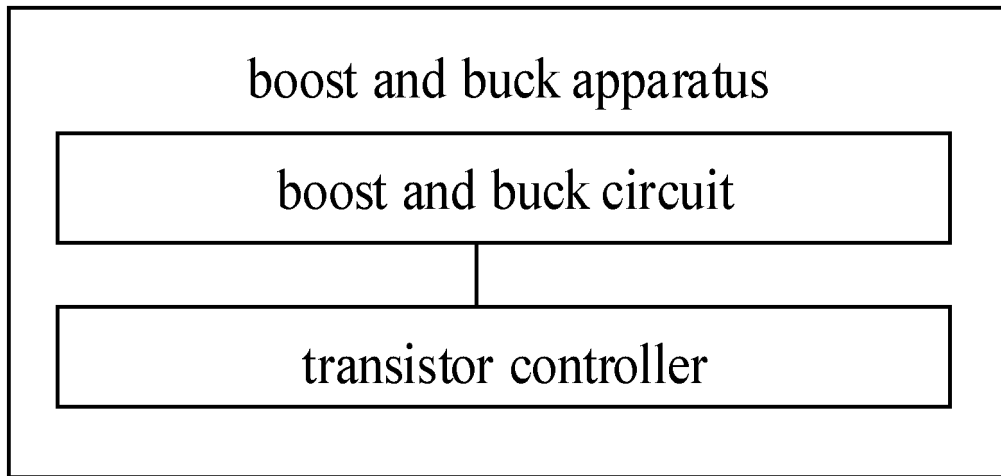 boost and buck apparatus
boost and buck circuit
transistor controller